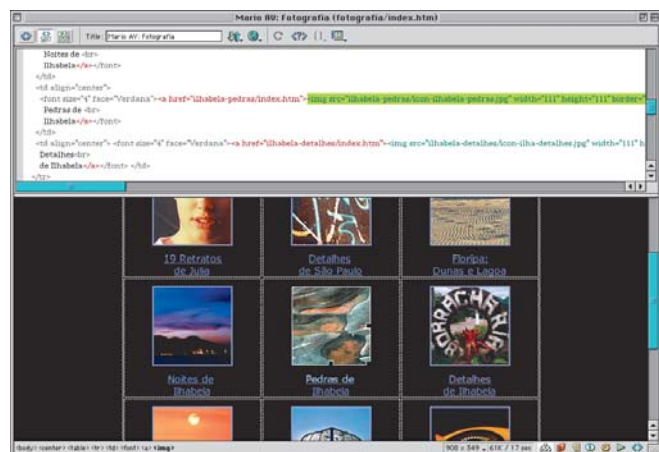 Mario AV: Fotografia (fotografia/index.htm)
Title: Mario AV: Fotografia
Noites de <br>
Ilhabela</a></font>
</td>
<td align="center">
<font size="4" face="Verdana"><a href="ilhabela-pedras/index.htm"><img src="ilhabela-pedras/icon-ilhabela-pedras.jpg" width="111" height="111" border="
Pedras de <br>
Ilhabela</a></font>
</td>
<td align="center"> <font size="4" face="Verdana"><a href="ilhabela-detalhes/index.htm"><img src="ilhabela-detalhes/icon-ilha-detalhes.jpg" width="111" h
Detalhes<br>
de Ilhabela</a></font> </td>
</tr>
19 Retratos
de Julia
Detalhes
de São Paulo
Floripa:
Dunas e Lagoa
BORRACHARIA
Noites de
Ilhabela
Pedras de
Ilhabela
Detalhes
de Ilhabela
<body> <center> <table> <tr> <td> <font> <a> <img>
908 x 549 61K / 17 sec